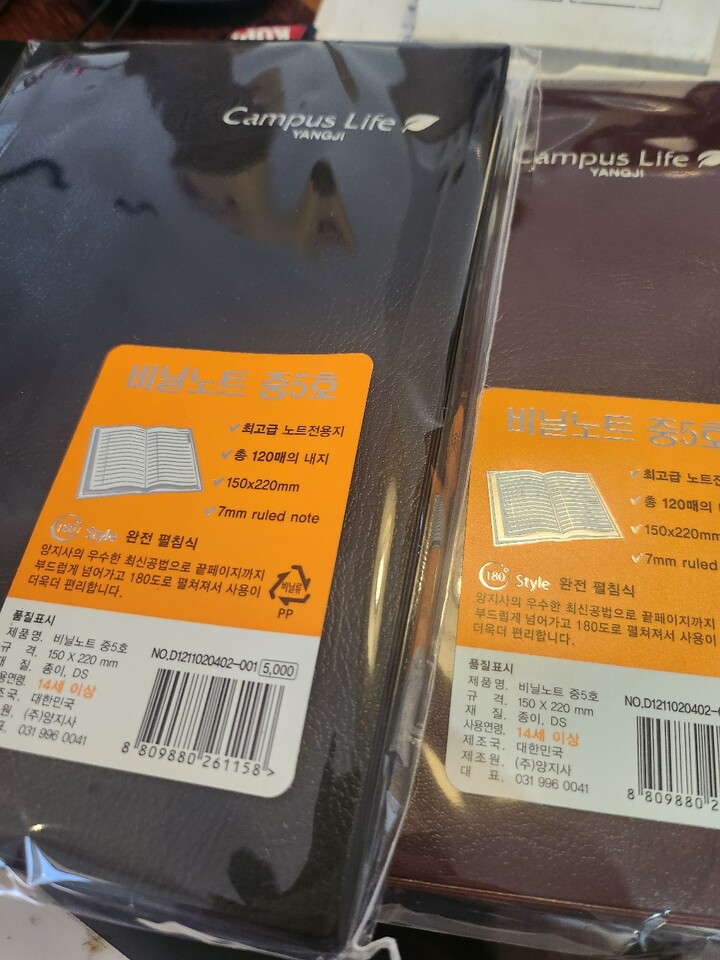 Campus Life
YANGJI
비닐노트 중5호
최고급 노트전용지
총 120매의 내지
150x220mm
7mm ruled note
180° Style 완전 펼침식
양지사의 우수한 최신공법으로 끝페이지까지
부드럽게 넘어가고 180도로 펼쳐져서 사용이
더욱더 편리합니다.
비닐류
PP
품질표시
제품명. 비닐노트 중5호
규 격. 150 X 220 mm
재 질. 종이, DS
사용연령. 14세 이상
제조국. 대한민국
원. (주)양지사
표. 031 996 0041
NO.D1211020402-001 5,000
8 809880 261158 >
Campus Life
YANGJI
비닐노트 중5호
최고급 노트전
총 120매의
150x220mm
7mm ruled
180° Style 완전 펼침식
양지사의 우수한 최신공법으로 끝페이지까지
부드럽게 넘어가고 180도로 펼쳐져서 사용이
더욱더 편리합니다.
품질표시
제품명. 비닐노트 중5호
규 격. 150 X 220 mm
재 질. 종이, DS
사용연령. 14세 이상
제조국. 대한민국
제조원. (주)양지사
대 표. 031 996 0041
NO.D1211020402-
8 809880 2